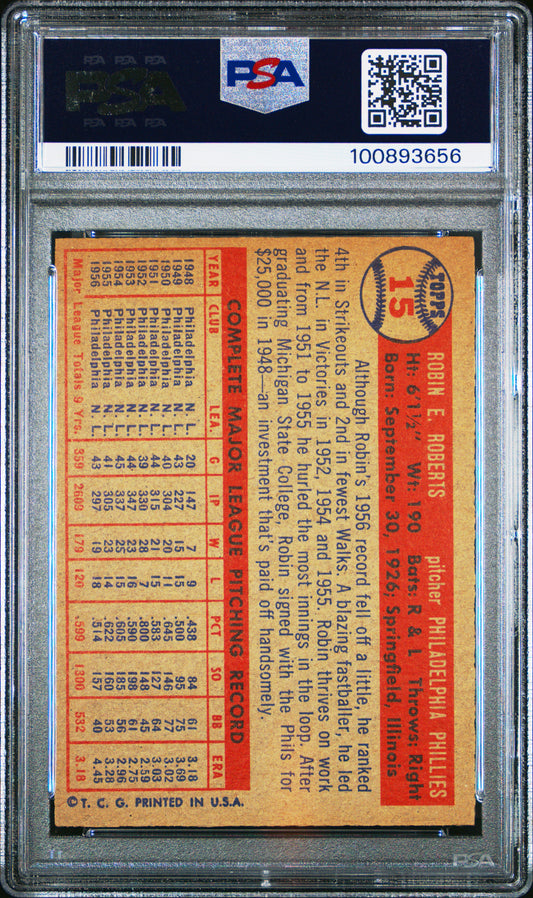 PSA
PSA PSA PSA
PSA
PSA PSA PSA
100893656
TOPPS
15
ROBIN E. ROBERTS pitcher PHILADELPHIA PHILLIES
Ht: 6'1½" Wt: 190 Bats: R & L Throws: Right
Born: September 30, 1926; Springfield, Illinois
Although Robin's 1956 record fell off a little, he ranked
4th in Strikeouts and 2nd in fewest Walks. A blazing fastballer, he led
the N.L. in Victories in 1952, 1954 and 1955. Robin thrives on work
and from 1951 to 1955 he hurled the most innings in the loop. After
graduating Michigan State College, Robin signed with the Phils for
$25,000 in 1948—an investment that's paid off handsomely.
COMPLETE MAJOR LEAGUE PITCHING RECORD
YEAR CLUB LEA. G IP W L PCT SO BB ERA
1948 Philadelphia N. L. 20 147 7 9 .438 84 61 3.18
1949 Philadelphia N. L. 43 227 15 15 .500 95 75 3.69
1950 Philadelphia N. L. 40 304 20 11 .645 146 77 3.02
1951 Philadelphia N. L. 44 315 21 15 .583 127 64 3.03
1952 Philadelphia N. L. 39 330 28 7 .800 148 45 2.59
1953 Philadelphia N. L. 44 347 23 16 .590 198 61 2.75
1954 Philadelphia N. L. 45 337 23 15 .605 185 56 2.96
1955 Philadelphia N. L. 41 305 23 14 .622 160 53 3.28
1956 Philadelphia N. L. 43 297 19 18 .514 157 40 4.45
Major League Totals 9 Yrs. 359 2609 179 120 .599 1300 532 3.18
©T. C. G. PRINTED IN U.S.A.
PSA